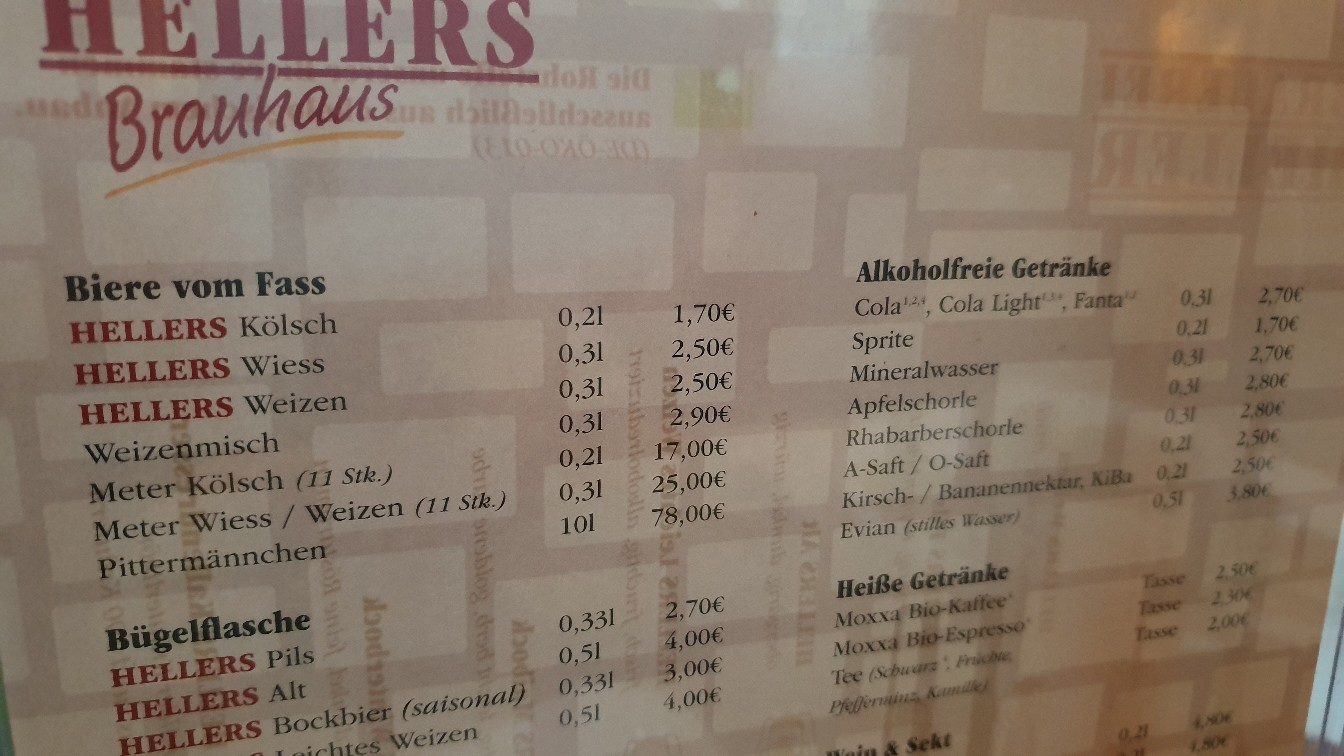 HELLERS
Brauhaus
Biere vom Fass
HELLERS Kölsch 0,2l 1,70€
HELLERS Wiess 0,3l 2,50€
HELLERS Weizen 0,3l 2,50€
Weizenmisch 0,3l 2,90€
Meter Kölsch (11 Stk.) 0,2l 17,00€
Meter Wiess / Weizen (11 Stk.) 0,3l 25,00€
Pittermännchen 10l 78,00€
Bügelflasche
HELLERS Pils 0,33l 2,70€
HELLERS Alt 0,5l 4,00€
HELLERS Bockbier (saisonal) 0,33l 3,00€
Leichtes Weizen 0,5l 4,00€
Alkoholfreie Getränke
Cola, Cola Light, Fanta 0,3l 2,70€
Sprite 0,2l 1,70€
Mineralwasser 0,3l 2,70€
Apfelschorle 0,3l 2,80€
Rhabarberschorle 0,3l 2,80€
A-Saft / O-Saft 0,2l 2,50€
Kirsch- / Bananennektar, KiBa 0,2l 2,50€
Evian (stilles Wasser) 0,5l 3,80€
Heiße Getränke
Moxxa Bio-Kaffee* Tasse 2,50€
Moxxa Bio-Espresso* Tasse 2,30€
Tee (Schwarz*, Früchte, Tasse 2,00€
Pfefferminz, Kamille)
Wein & Sekt
0,2l 4,80€
4,80€